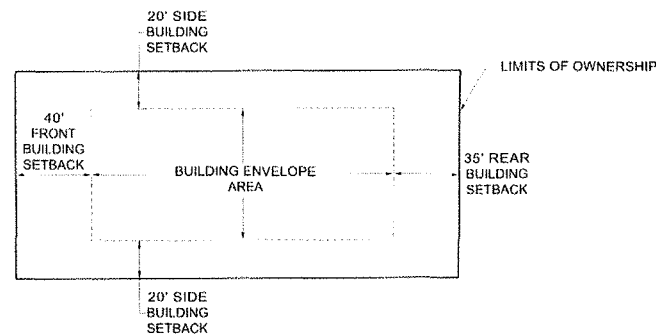 20' SIDE
BUILDING
SETBACK
LIMITS OF OWNERSHIP
40'
FRONT
BUILDING
SETBACK
BUILDING ENVELOPE
AREA
35' REAR
BUILDING
SETBACK
20' SIDE
BUILDING
SETBACK